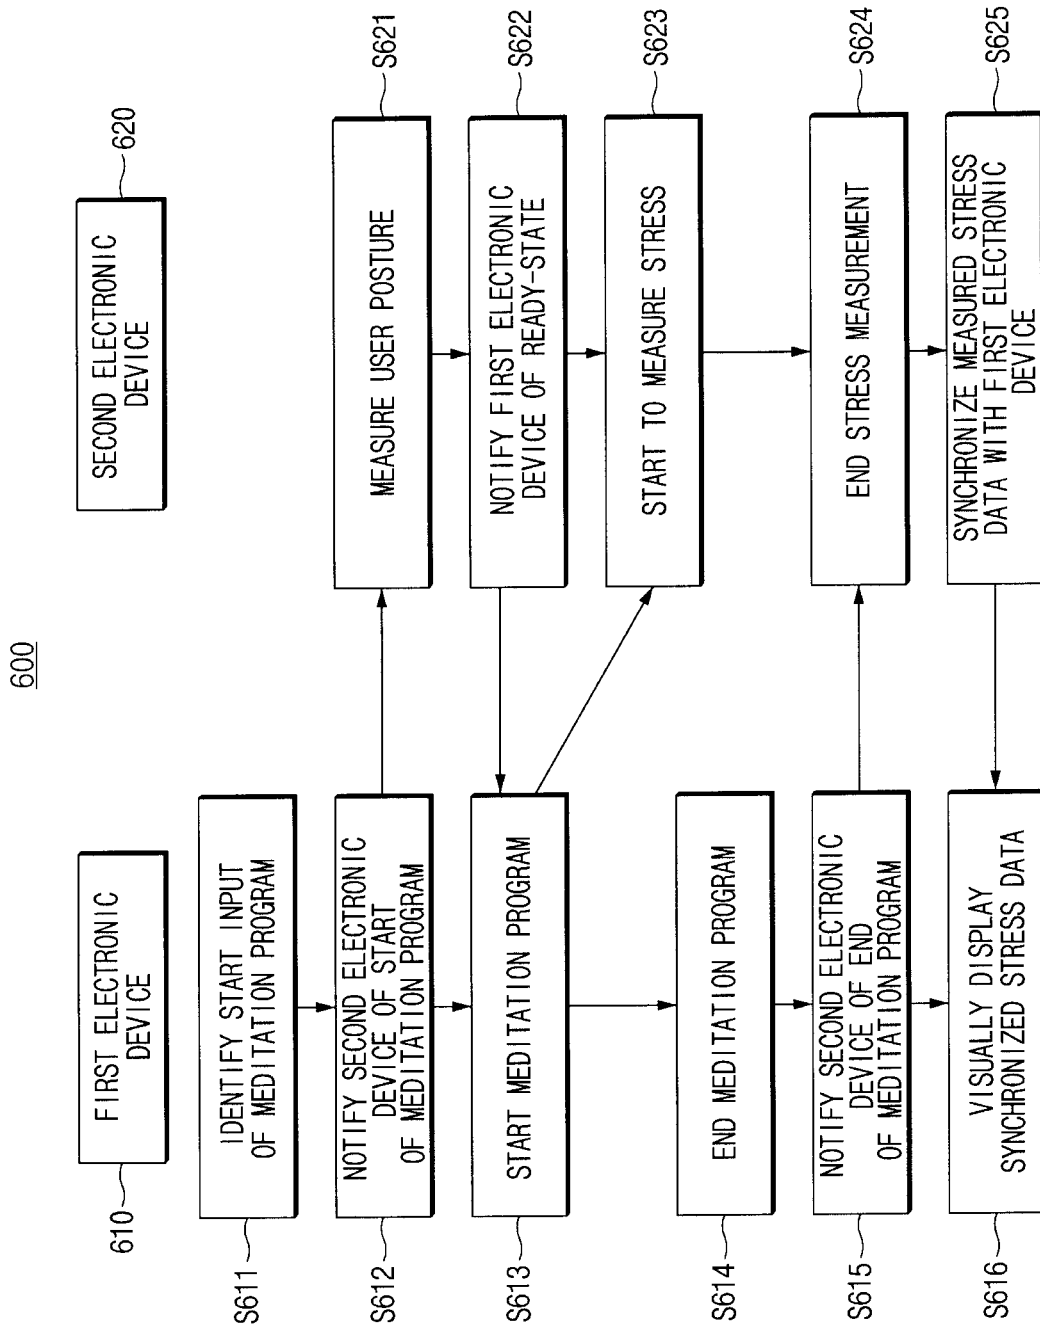 600
FIRST ELECTRONIC
DEVICE
610
SECOND ELECTRONIC
DEVICE
620
IDENTIFY START INPUT
OF MEDITATION PROGRAM
S611
NOTIFY SECOND ELECTRONIC
DEVICE OF START
OF MEDITATION PROGRAM
S612
MEASURE USER POSTURE
S621
START MEDITATION PROGRAM
S613
NOTIFY FIRST ELECTRONIC
DEVICE OF READY-STATE
S622
START TO MEASURE STRESS
S623
END MEDITATION PROGRAM
S614
NOTIFY SECOND ELECTRONIC
DEVICE OF END
OF MEDITATION PROGRAM
S615
END STRESS MEASUREMENT
S624
VISUALLY DISPLAY
SYNCHRONIZED STRESS DATA
S616
SYNCHRONIZE MEASURED STRESS
DATA WITH FIRST ELECTRONIC
DEVICE
S625